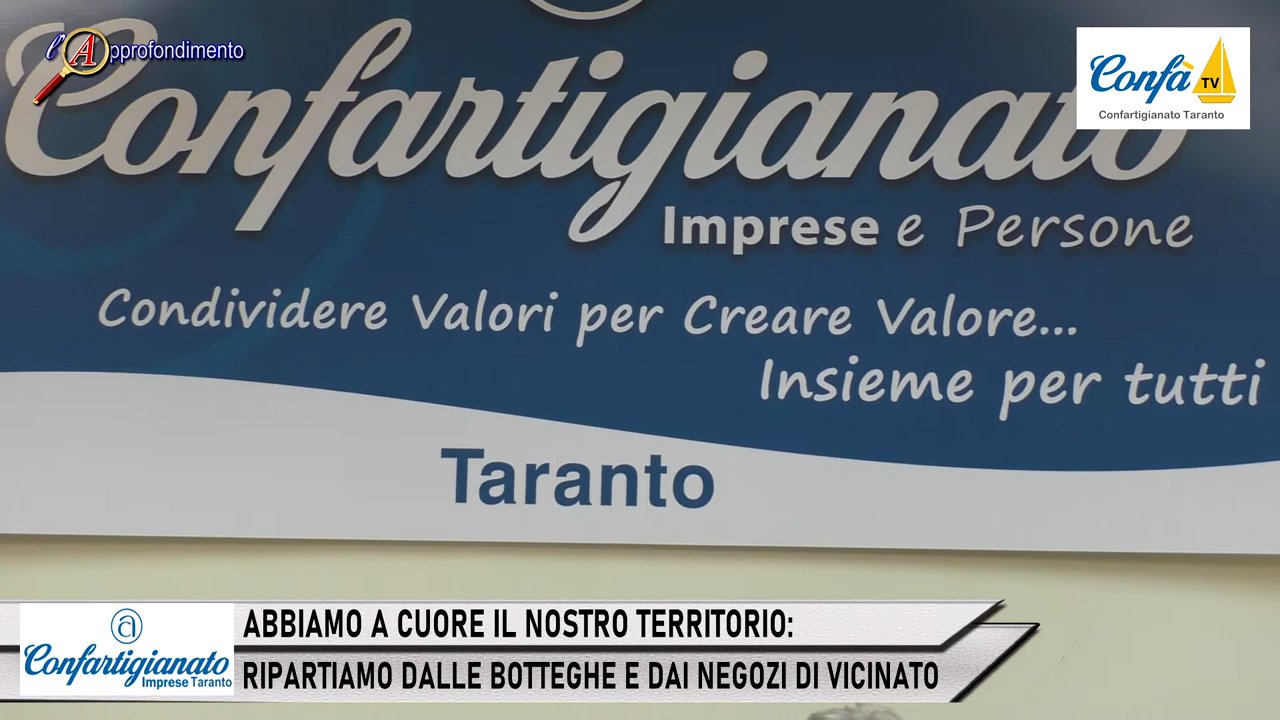 l'Approfondimento
Confà TV
Confartigianato Taranto
Confartigianato
Imprese e Persone
Condividere Valori per Creare Valore...
Insieme per tutti
Taranto
a
Confartigianato
Imprese Taranto
ABBIAMO A CUORE IL NOSTRO TERRITORIO:
RIPARTIAMO DALLE BOTTEGHE E DAI NEGOZI DI VICINATO